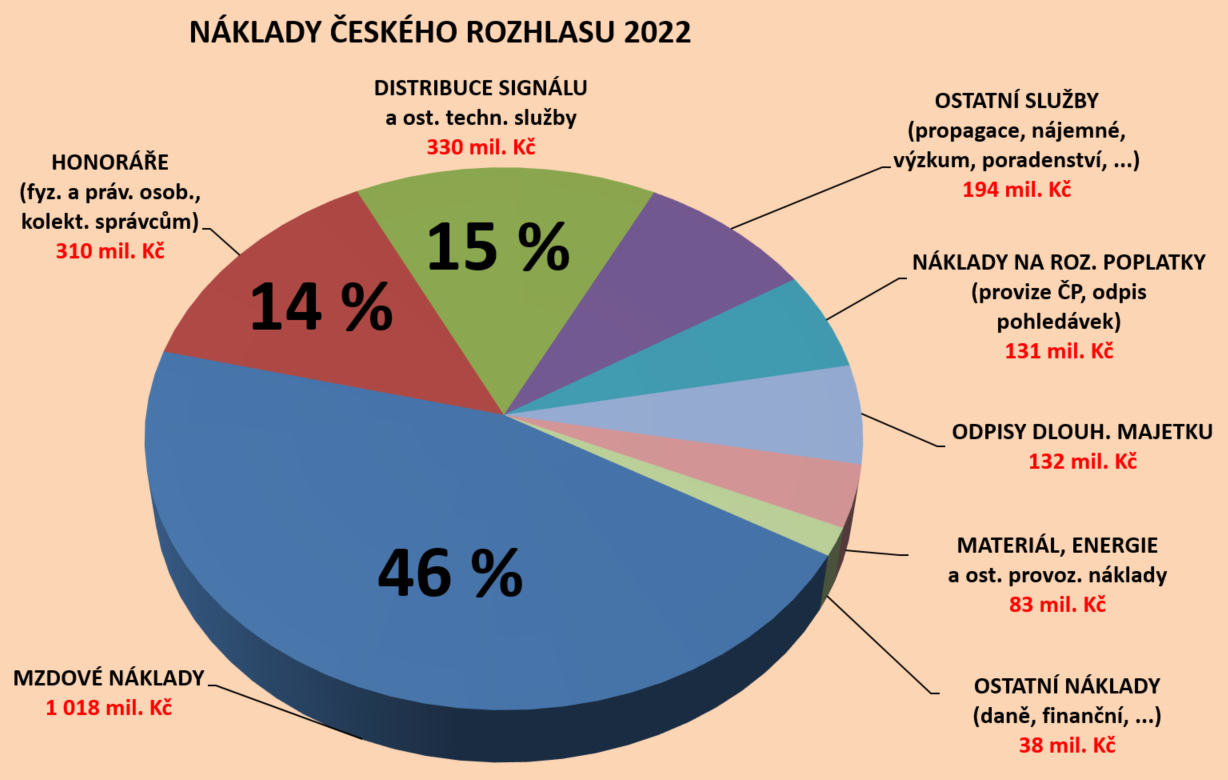 NÁKLADY ČESKÉHO ROZHLASU 2022
DISTRIBUCE SIGNÁLU
a ost. techn. služby
330 mil. Kč
OSTATNÍ SLUŽBY
(propagace, nájemné,
výzkum, poradenství, ...)
194 mil. Kč
HONORÁŘE
(fyz. a práv. osob.,
kolekt. správcům)
310 mil. Kč
15 %
14 %
NÁKLADY NA ROZ. POPLATKY
(provize ČP, odpis
pohledávek)
131 mil. Kč
ODPISY DLOUH. MAJETKU
132 mil. Kč
46 %
MATERIÁL, ENERGIE
a ost. provoz. náklady
83 mil. Kč
MZDOVÉ NÁKLADY
1 018 mil. Kč
OSTATNÍ NÁKLADY
(daně, finanční, ...)
38 mil. Kč